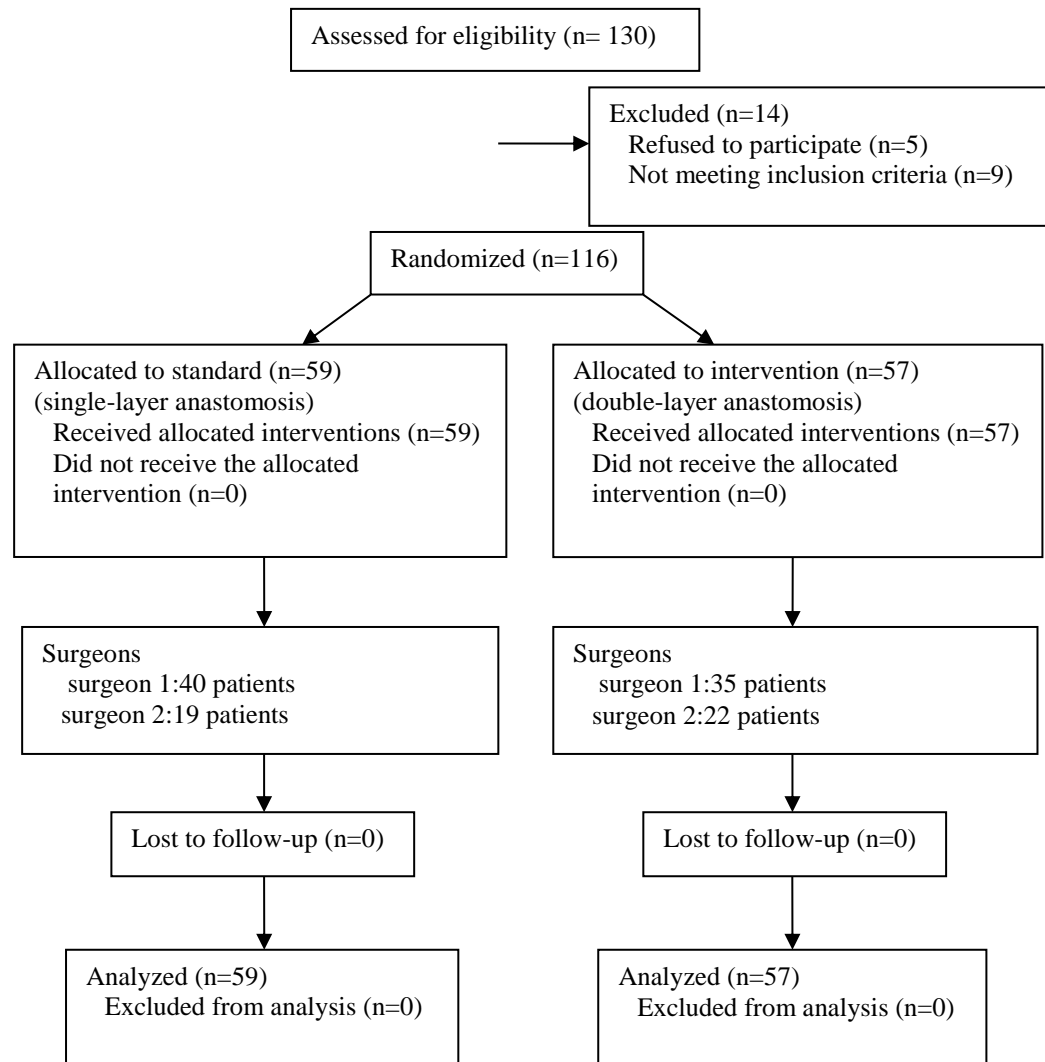 Assessed for eligibility (n= 130)
Excluded (n=14)
Refused to participate (n=5)
Not meeting inclusion criteria (n=9)
Randomized (n=116)
Allocated to standard (n=59)
(single-layer anastomosis)
Received allocated interventions (n=59)
Did not receive the allocated
intervention (n=0)
Allocated to intervention (n=57)
(double-layer anastomosis)
Received allocated interventions (n=57)
Did not receive the allocated
intervention (n=0)
Surgeons
surgeon 1:40 patients
surgeon 2:19 patients
Surgeons
surgeon 1:35 patients
surgeon 2:22 patients
Lost to follow-up (n=0)
Lost to follow-up (n=0)
Analyzed (n=59)
Excluded from analysis (n=0)
Analyzed (n=57)
Excluded from analysis (n=0)